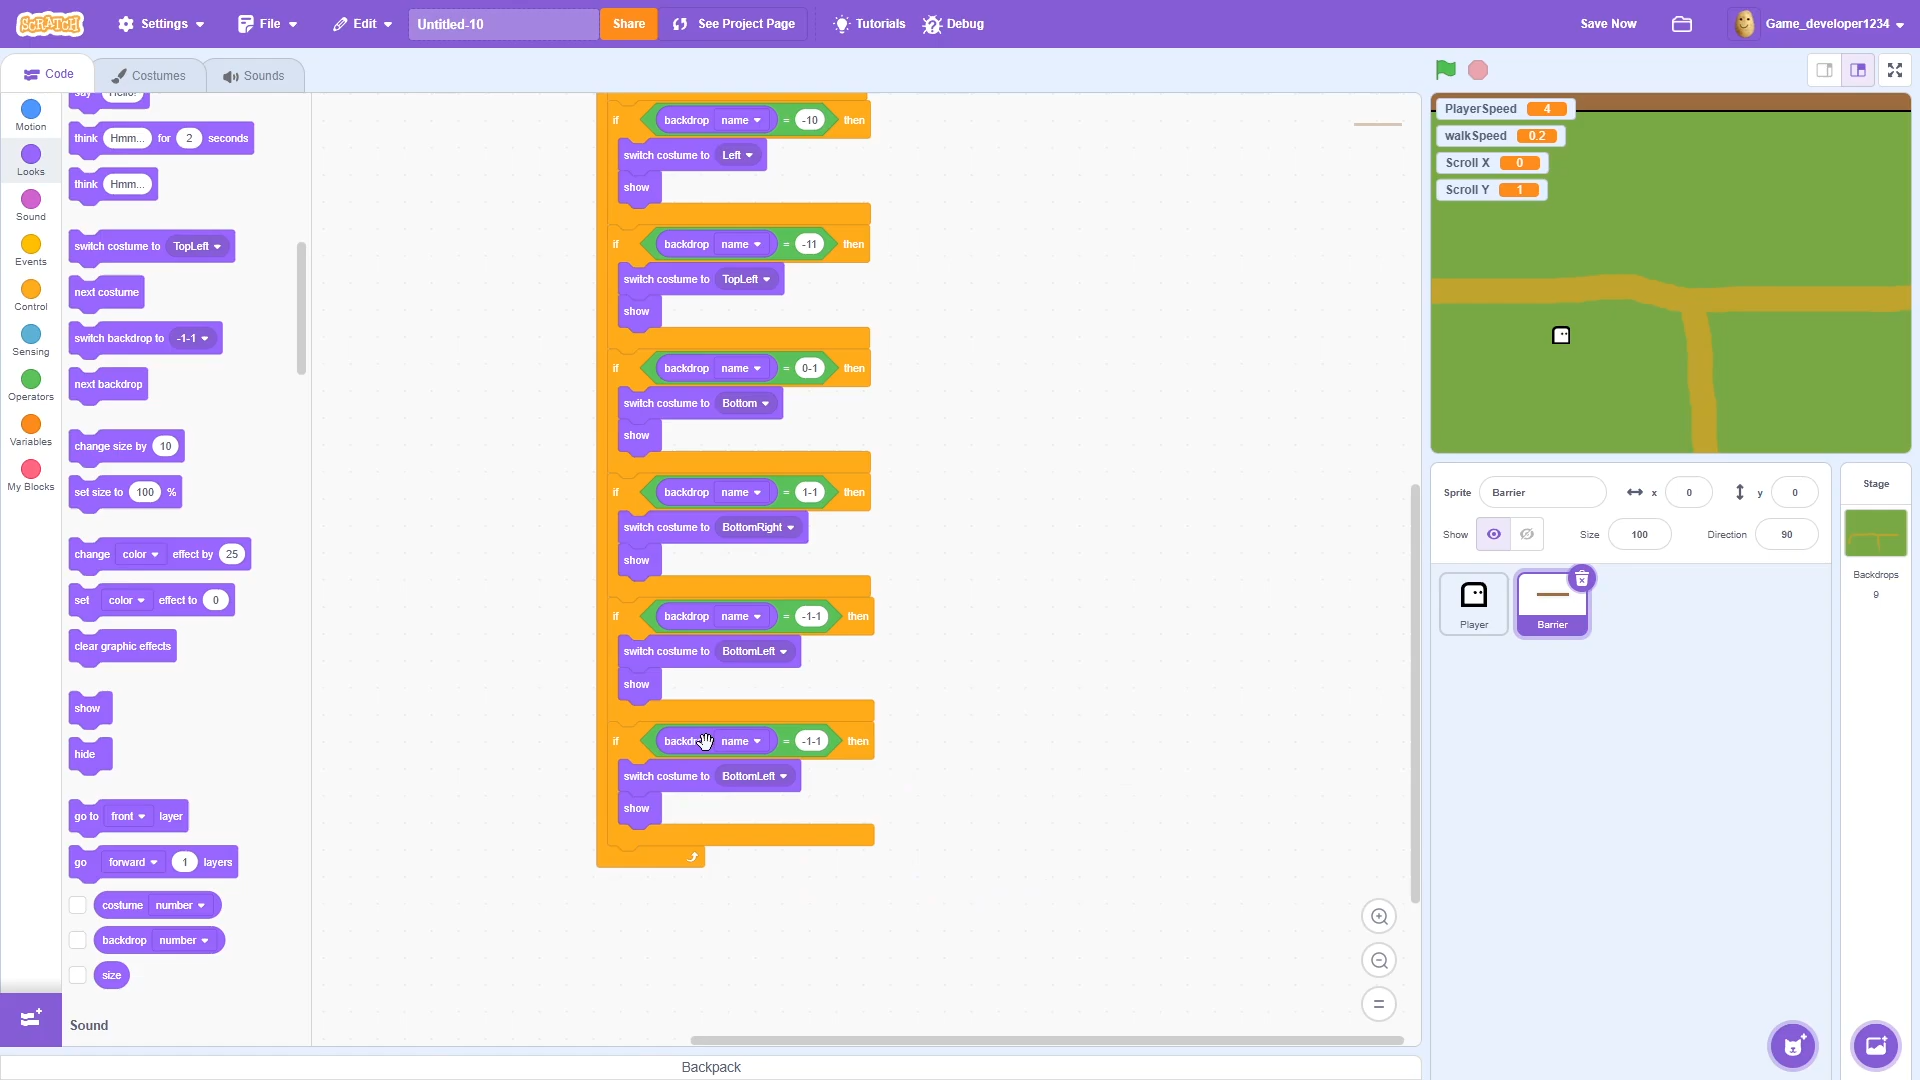 SCRATCH Settings File Edit Untitled-10 Share See Project Page Tutorials Debug Save Now Game_developer1234
Code Costumes Sounds
Motion
Looks
Sound
Events
Control
Sensing
Operators
Variables
My Blocks
say Hello!
think Hmm... for 2 seconds
think Hmm...
switch costume to TopLeft
next costume
switch backdrop to -1-1
next backdrop
change size by 10
set size to 100 %
change color effect by 25
set color effect to 0
clear graphic effects
show
hide
go to front layer
go forward 1 layers
costume number
backdrop number
size
Sound
if backdrop name = -10 then
switch costume to Left
show
if backdrop name = -11 then
switch costume to TopLeft
show
if backdrop name = 0-1 then
switch costume to Bottom
show
if backdrop name = 1-1 then
switch costume to BottomRight
show
if backdrop name = -1-1 then
switch costume to BottomLeft
show
if backdrop name = -1-1 then
switch costume to BottomLeft
show
PlayerSpeed 4
walkSpeed 0.2
Scroll X 0
Scroll Y 1
Sprite Barrier x 0 y 0
Show Size 100 Direction 90
Player
Barrier
Stage
Backdrops
9
Backpack